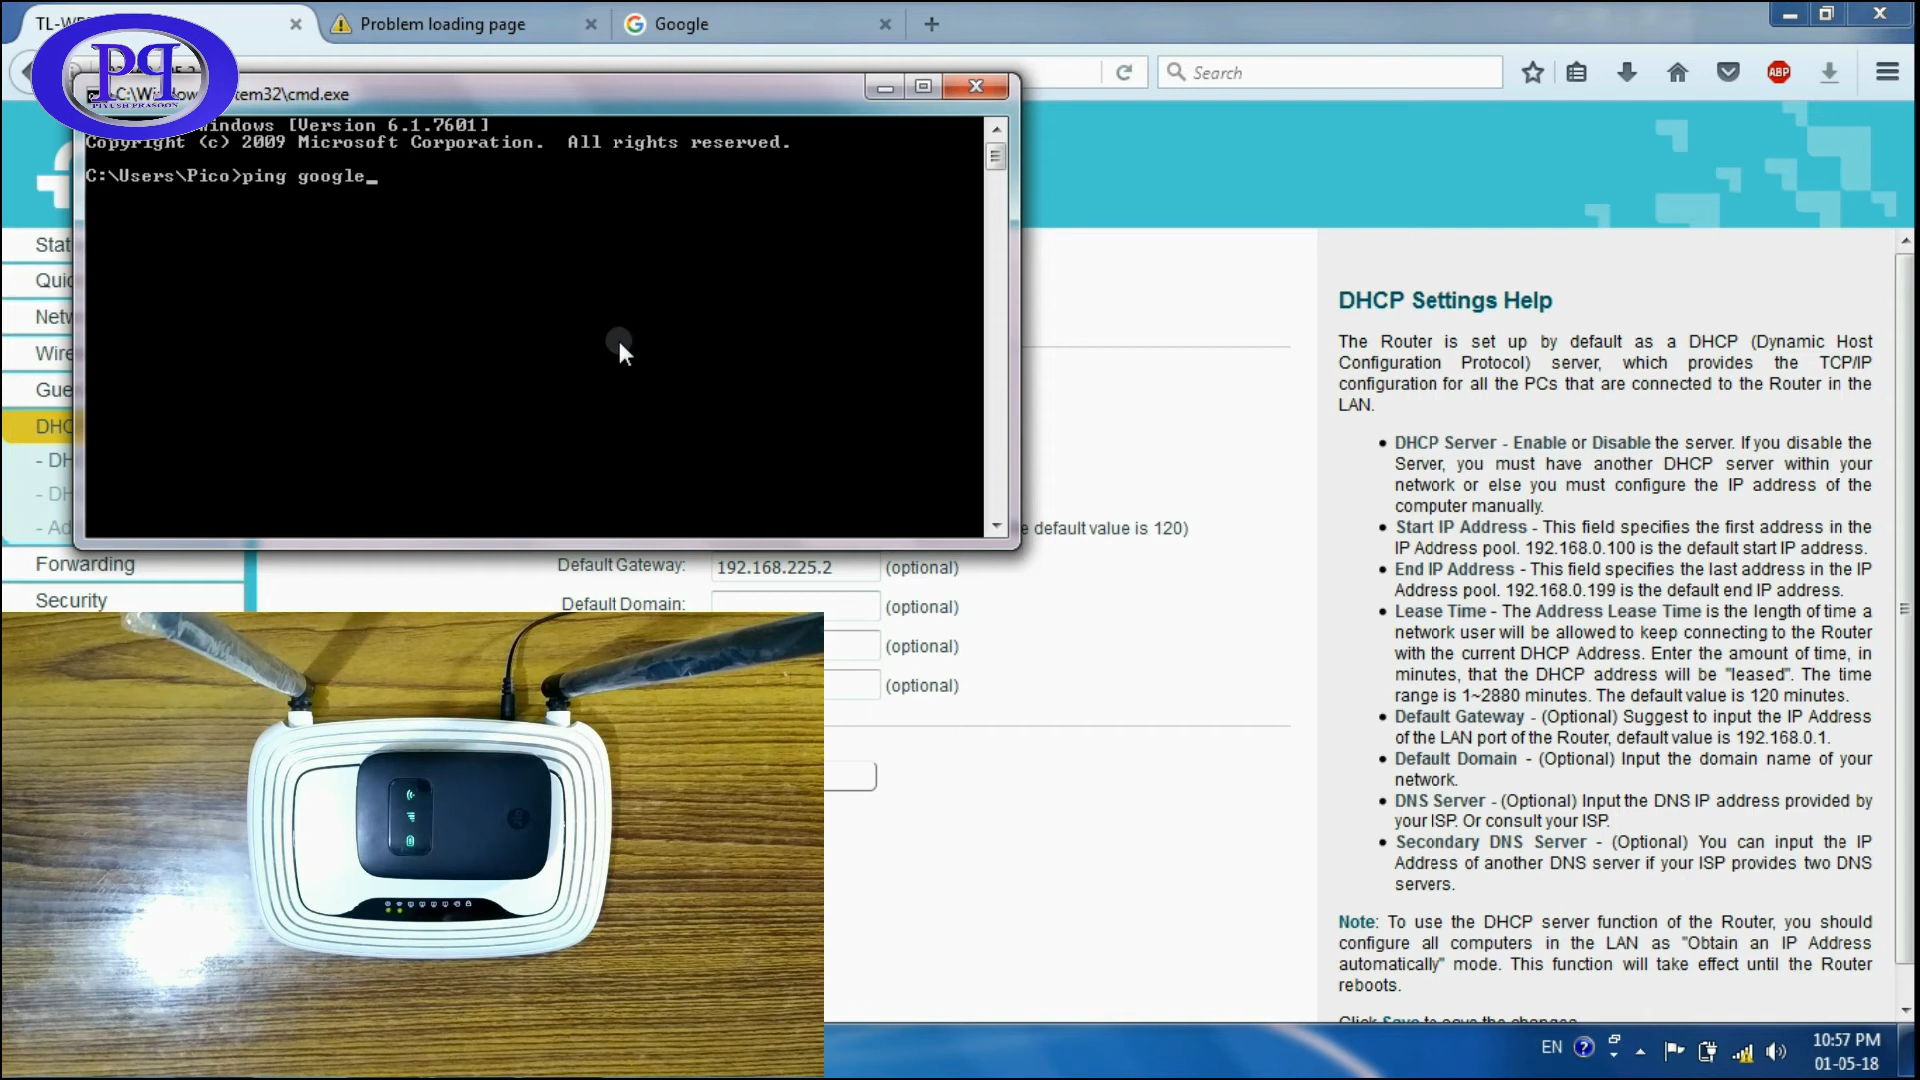 TL-W
Problem loading page
Google
Search
PP
PIYUSH PRASOON
C:\Window
tem32\cmd.exe
indows [Version 6.1.7601]
Copyright (c) 2009 Microsoft Corporation. All rights reserved.
C:\Users\Pico>ping google_
Stat
Quic
Netw
Wire
Gue
DHC
- DH
- DH
- Ad
Forwarding
Security
e default value is 120)
Default Gateway: 192.168.225.2 (optional)
Default Domain: (optional)
(optional)
(optional)
DHCP Settings Help
The Router is set up by default as a DHCP (Dynamic Host
Configuration Protocol) server, which provides the TCP/IP
configuration for all the PCs that are connected to the Router in the
LAN.
DHCP Server - Enable or Disable the server. If you disable the
Server, you must have another DHCP server within your
network or else you must configure the IP address of the
computer manually.
Start IP Address - This field specifies the first address in the
IP Address pool. 192.168.0.100 is the default start IP address.
End IP Address - This field specifies the last address in the IP
Address pool. 192.168.0.199 is the default end IP address.
Lease Time - The Address Lease Time is the length of time a
network user will be allowed to keep connecting to the Router
with the current DHCP Address. Enter the amount of time, in
minutes, that the DHCP address will be "leased". The time
range is 1~2880 minutes. The default value is 120 minutes.
Default Gateway - (Optional) Suggest to input the IP Address
of the LAN port of the Router, default value is 192.168.0.1.
Default Domain - (Optional) Input the domain name of your
network.
DNS Server - (Optional) Input the DNS IP address provided by
your ISP. Or consult your ISP.
Secondary DNS Server - (Optional) You can input the IP
Address of another DNS server if your ISP provides two DNS
servers.
Note: To use the DHCP server function of the Router, you should
configure all computers in the LAN as "Obtain an IP Address
automatically" mode. This function will take effect until the Router
reboots.
Click Save to save the changes.
Jio
ABP
EN
10:57 PM
01-05-18